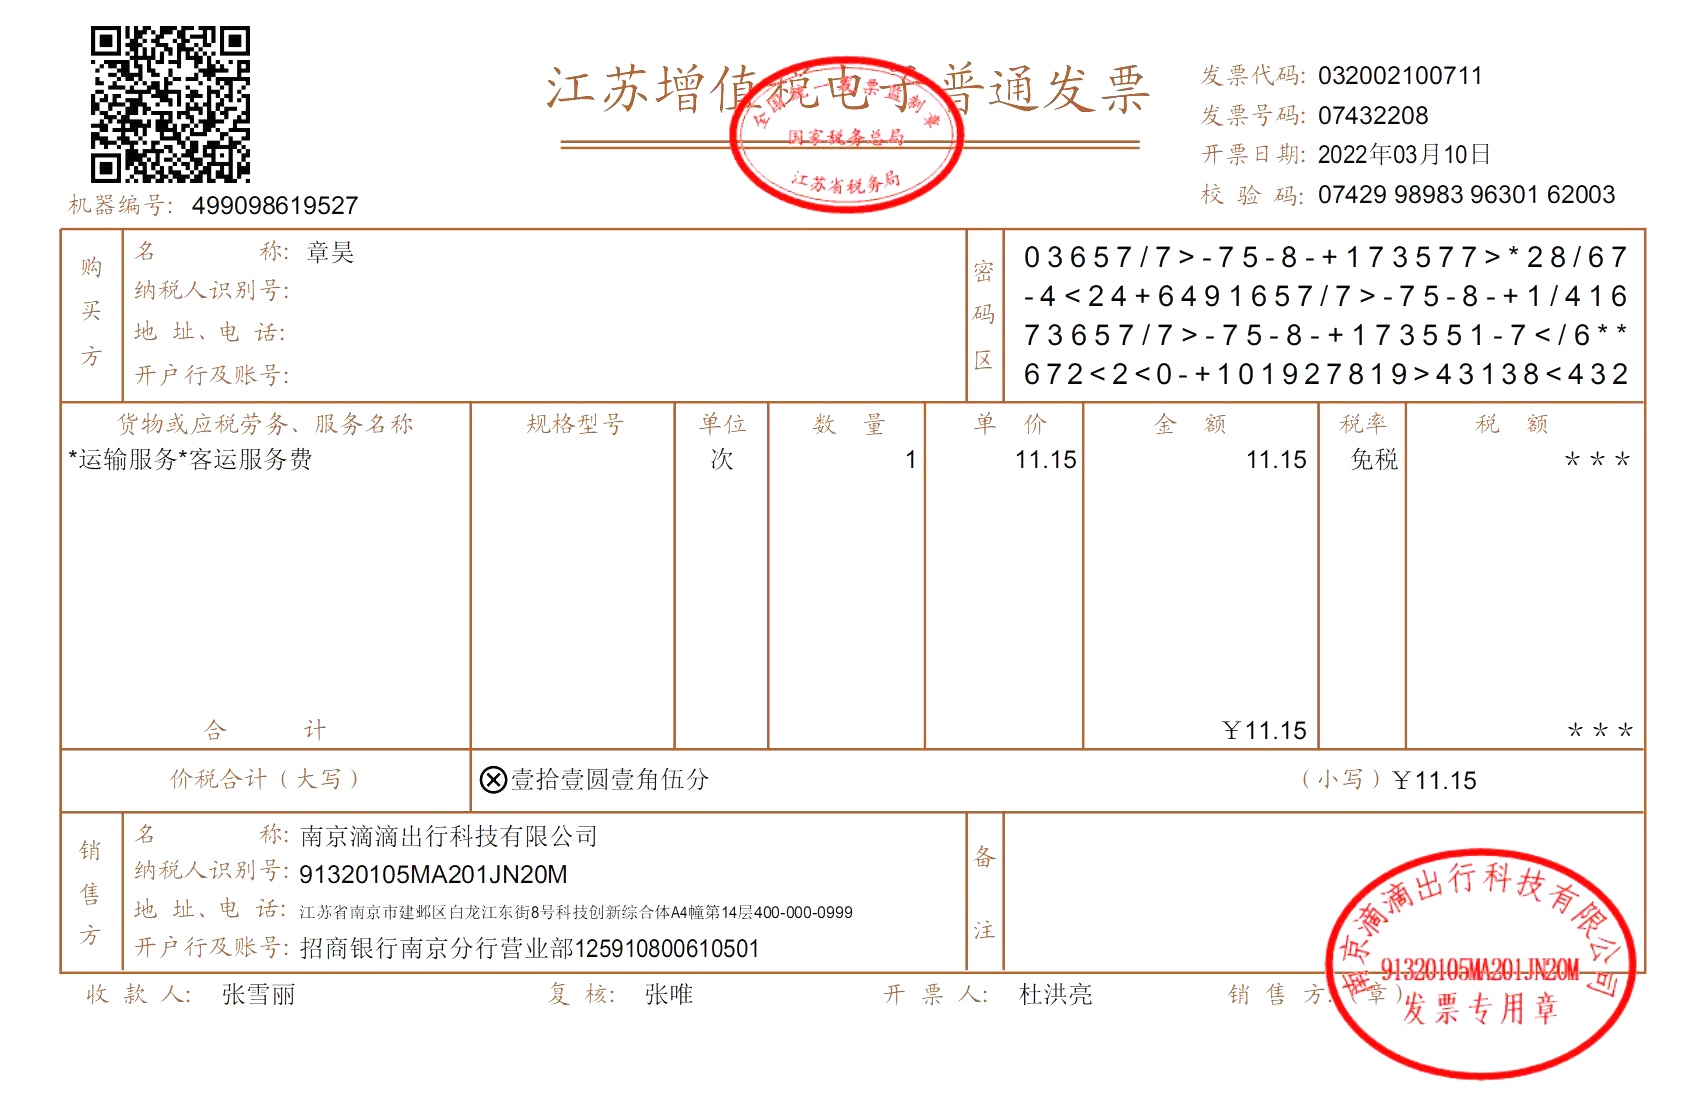 江苏增值税电子普通发票
全国统一发票监制章
国家税务总局
江苏省税务局
发票代码: 032002100711
发票号码: 07432208
开票日期: 2022年03月10日
校 验 码: 07429 98983 96301 62003
机器编号: 499098619527
购买方
名 称: 章昊
纳税人识别号:
地 址、电 话:
开户行及账号:
密码区
03657/7>-75-8-+173577>*28/67
-4<24+6491657/7>-75-8-+1/416
73657/7>-75-8-+173551-7</6**
672<2<0-+101927819>43138<432
货物或应税劳务、服务名称 规格型号 单位 数 量 单 价 金 额 税率 税 额
*运输服务*客运服务费 次 1 11.15 11.15 免税 ***
合 计 ￥11.15 ***
价税合计（大写） ⊗壹拾壹圆壹角伍分 （小写）￥11.15
销售方
名 称: 南京滴滴出行科技有限公司
纳税人识别号: 91320105MA201JN20M
地 址、电 话: 江苏省南京市建邺区白龙江东街8号科技创新综合体A4幢第14层400-000-0999
开户行及账号: 招商银行南京分行营业部125910800610501
备注
收 款 人: 张雪丽 复 核: 张唯 开 票 人: 杜洪亮 销 售 方:（章）
南京滴滴出行科技有限公司
91320105MA201JN20M
发票专用章